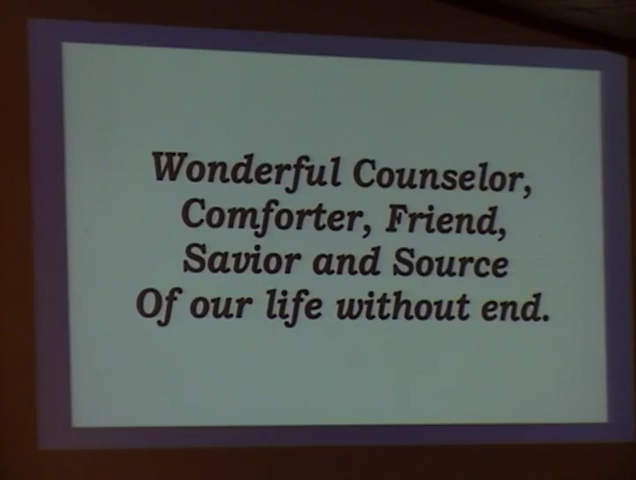 Wonderful Counselor,
Comforter, Friend,
Savior and Source
Of our life without end.